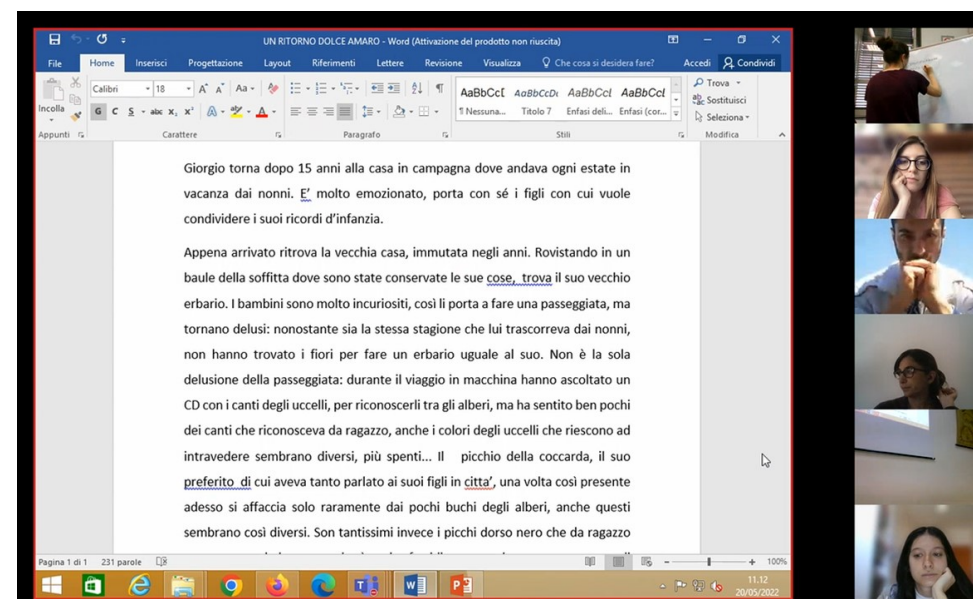 UN RITORNO DOLCE AMARO - Word (Attivazione del prodotto non riuscita)
File Home Inserisci Progettazione Layout Riferimenti Lettere Revisione Visualizza Che cosa si desidera fare? Accedi Condividi
Incolla
Calibri 18 A A Aa
G C S abc X₂ X² A A
AaBbCcI AaBbCcDc AaBbCcI AaBbCcI
¶ Nessuna... Titolo 7 Enfasi deli... Enfasi (cor...
Trova
Sostituisci
Seleziona
Appunti Carattere Paragrafo Stili Modifica
Giorgio torna dopo 15 anni alla casa in campagna dove andava ogni estate in
vacanza dai nonni. E’ molto emozionato, porta con sé i figli con cui vuole
condividere i suoi ricordi d’infanzia.
Appena arrivato ritrova la vecchia casa, immutata negli anni. Rovistando in un
baule della soffitta dove sono state conservate le sue cose, trova il suo vecchio
erbario. I bambini sono molto incuriositi, così li porta a fare una passeggiata, ma
tornano delusi: nonostante sia la stessa stagione che lui trascorreva dai nonni,
non hanno trovato i fiori per fare un erbario uguale al suo. Non è la sola
delusione della passeggiata: durante il viaggio in macchina hanno ascoltato un
CD con i canti degli uccelli, per riconoscerli tra gli alberi, ma ha sentito ben pochi
dei canti che riconosceva da ragazzo, anche i colori degli uccelli che riescono ad
intravedere sembrano diversi, più spenti... Il picchio della coccarda, il suo
preferito di cui aveva tanto parlato ai suoi figli in citta’, una volta così presente
adesso si affaccia solo raramente dai pochi buchi degli alberi, anche questi
sembrano così diversi. Son tantissimi invece i picchi dorso nero che da ragazzo
Pagina 1 di 1 231 parole 100%
11.12
20/05/2022